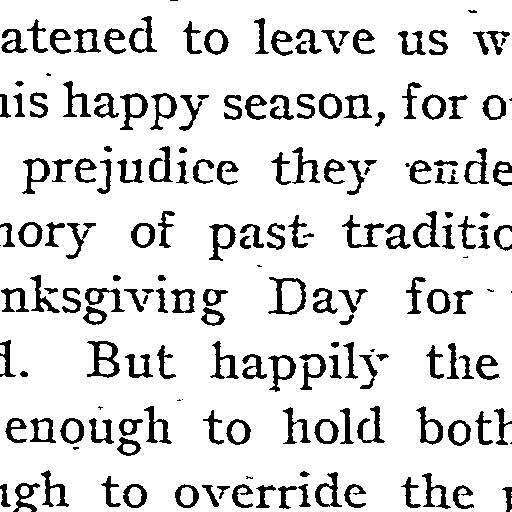 atened to leave us w
his happy season, for o
prejudice they ende
nory of past traditio
nksgiving Day for
d. But happily the
enough to hold both
ugh to override the